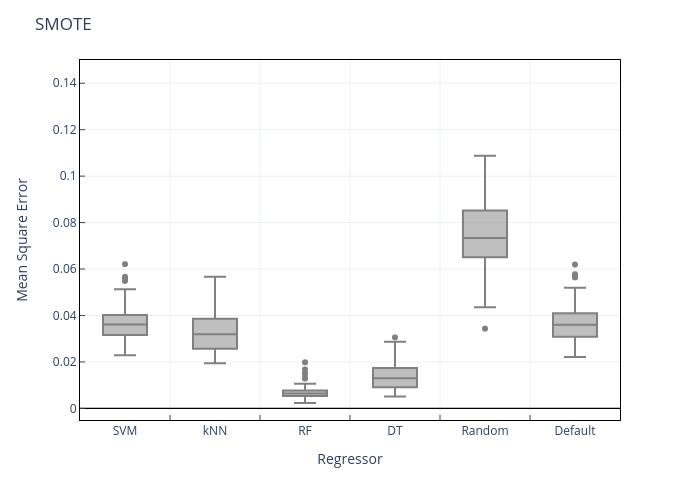 SMOTE
Mean Square Error
0.14
0.12
0.1
0.08
0.06
0.04
0.02
0
SVM kNN RF DT Random Default
Regressor